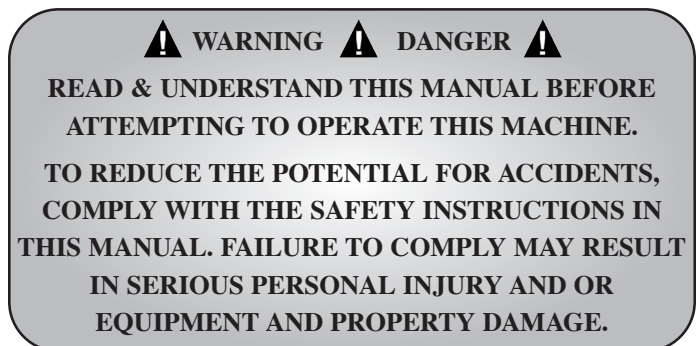 WARNING DANGER
READ & UNDERSTAND THIS MANUAL BEFORE
ATTEMPTING TO OPERATE THIS MACHINE.
TO REDUCE THE POTENTIAL FOR ACCIDENTS,
COMPLY WITH THE SAFETY INSTRUCTIONS IN
THIS MANUAL. FAILURE TO COMPLY MAY RESULT
IN SERIOUS PERSONAL INJURY AND OR
EQUIPMENT AND PROPERTY DAMAGE.